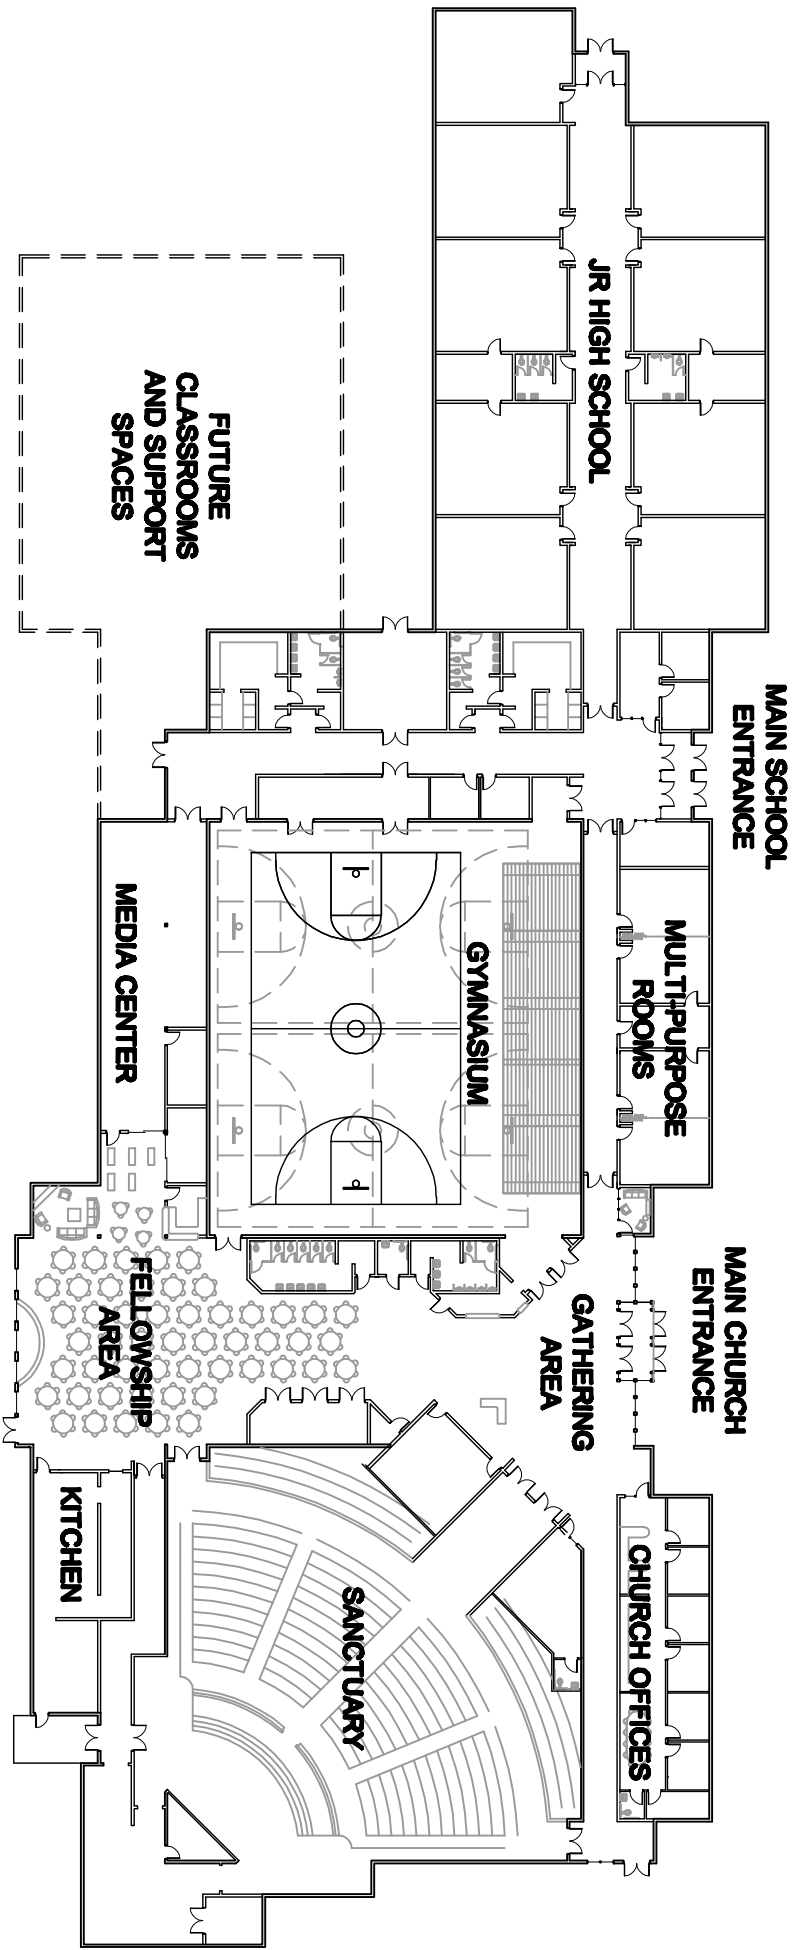 JR HIGH SCHOOL
FUTURE
CLASSROOMS
AND SUPPORT
SPACES
MAIN SCHOOL
ENTRANCE
MULTI-PURPOSE
ROOMS
GYMNASIUM
MEDIA CENTER
MAIN CHURCH
ENTRANCE
GATHERING
AREA
FELLOWSHIP
AREA
KITCHEN
SANCTUARY
CHURCH OFFICES